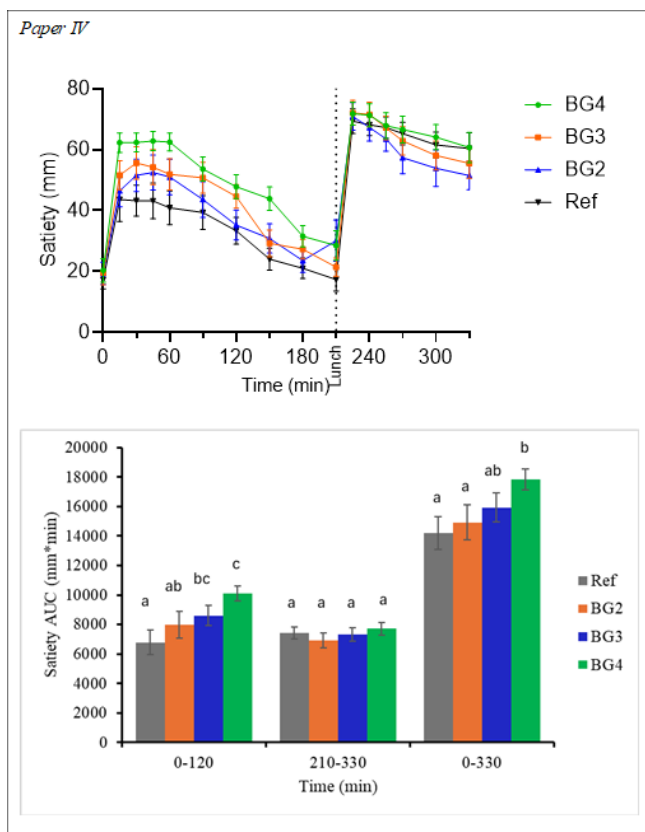 Paper IV
80
60
40
20
0
Satiety (mm)
0
60
120
180
240
300
Time (min)
Lunch
BG4
BG3
BG2
Ref
20000
18000
16000
14000
12000
10000
8000
6000
4000
2000
0
Satiety AUC (mm*min)
a
ab
bc
c
a
a
a
a
a
a
ab
b
0-120
210-330
0-330
Time (min)
Ref
BG2
BG3
BG4